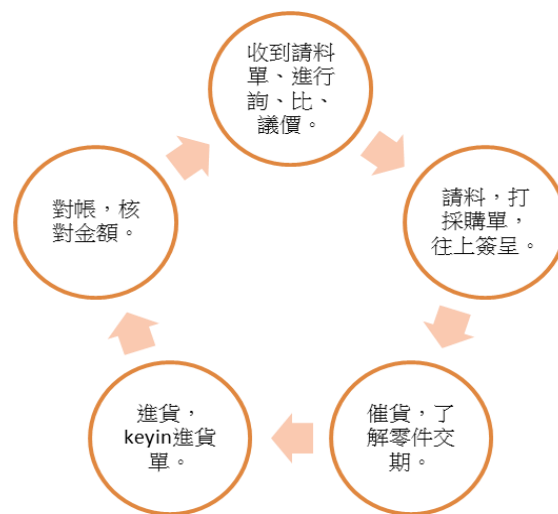 收到請料
單、進行
詢、比、
議價。
請料，打
採購單，
往上簽呈。
催貨，了
解零件交
期。
進貨，
keyin進貨
單。
對帳，核
對金額。